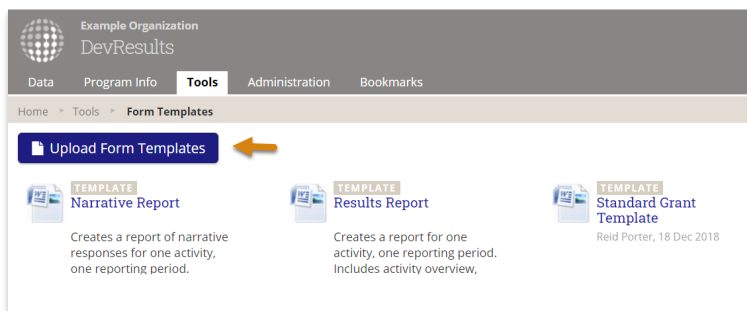 Example Organization
DevResults
Data Program Info Tools Administration Bookmarks
Home Tools Form Templates
Upload Form Templates
TEMPLATE
Narrative Report
Creates a report of narrative
responses for one activity,
one reporting period.
TEMPLATE
Results Report
Creates a report for one
activity, one reporting period.
Includes activity overview,
TEMPLATE
Standard Grant
Template
Reid Porter, 18 Dec 2018